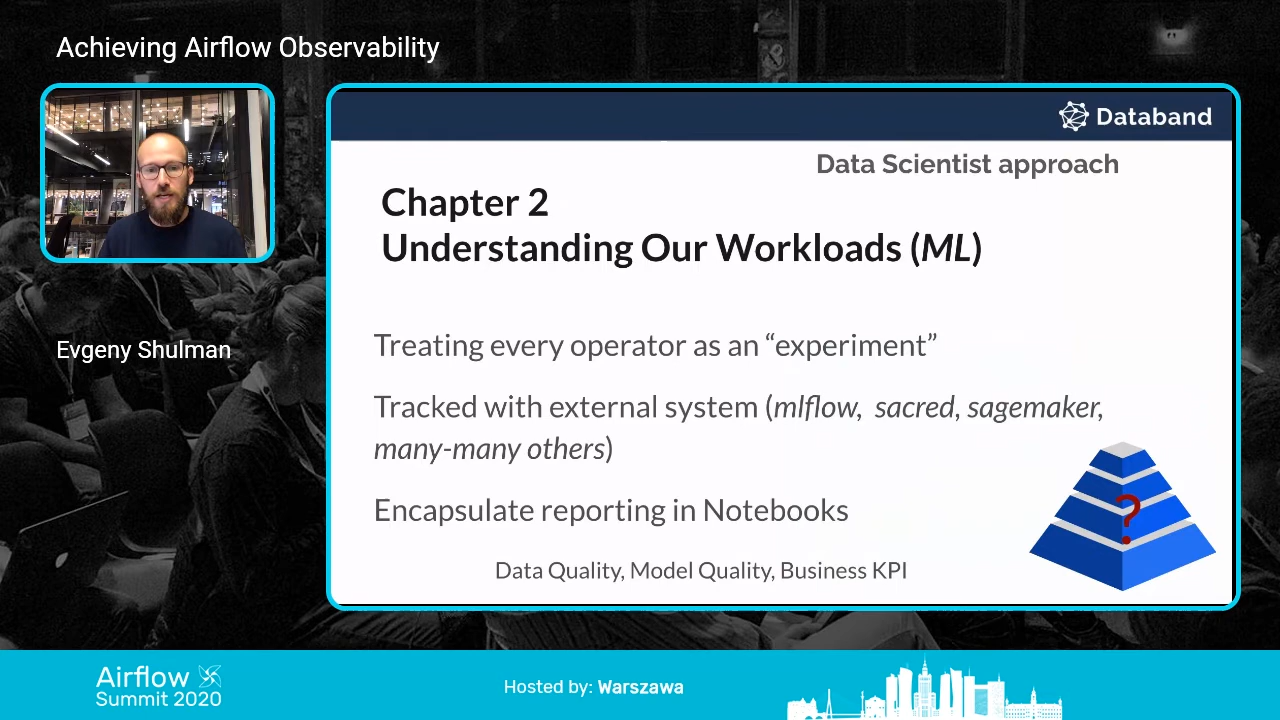 Achieving Airflow Observability
Databand
Data Scientist approach
Chapter 2
Understanding Our Workloads (ML)
Evgeny Shulman
Treating every operator as an “experiment”
Tracked with external system (mlflow, sacred, sagemaker,
many-many others)
?
Encapsulate reporting in Notebooks
Data Quality, Model Quality, Business KPI
Airflow
Summit 2020
Hosted by: Warszawa